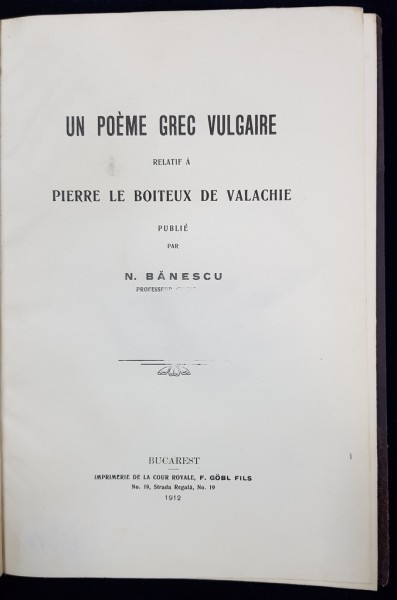 UN POÈME GREC VULGAIRE
RELATIF À
PIERRE LE BOITEUX DE VALACHIE
PUBLIÉ
PAR
N. BĂNESCU
BUCAREST
IMPRIMERIE DE LA COUR ROYALE, F. GÖBL FILS
No. 19, Strada Regală, No. 19
1912